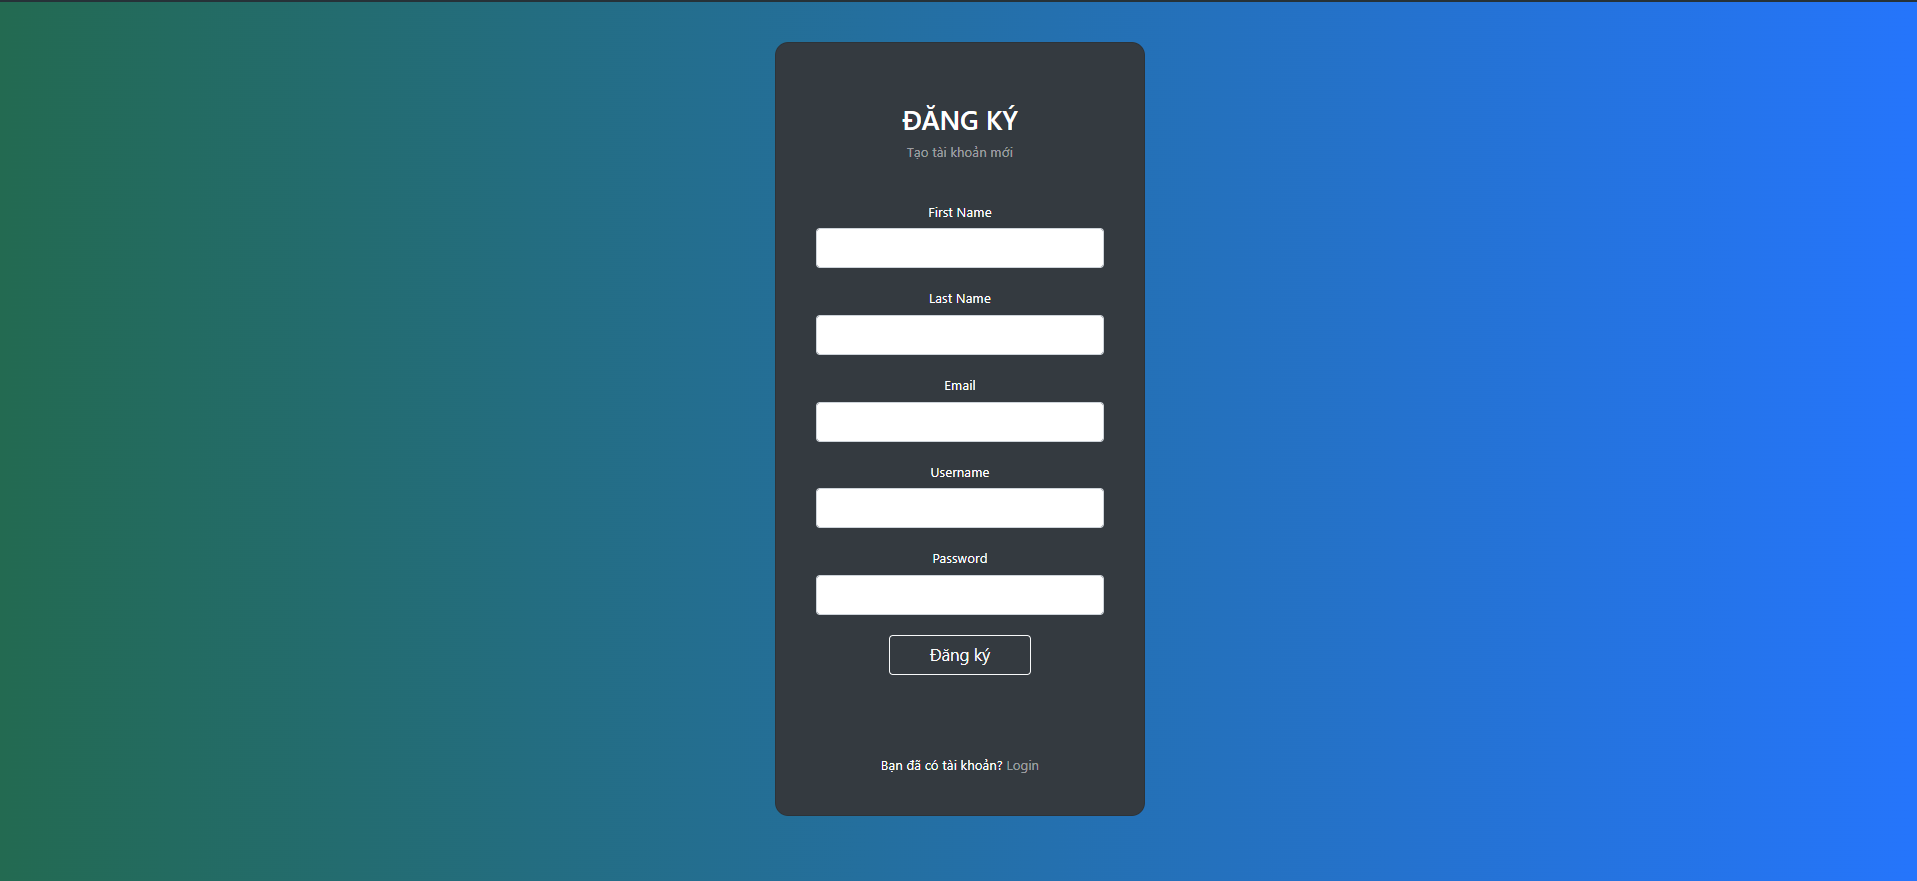 ĐĂNG KÝ
Tạo tài khoản mới
First Name
Last Name
Email
Username
Password
Đăng ký
Bạn đã có tài khoản? Login